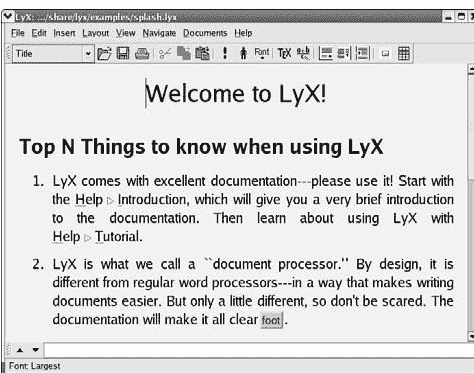 LyX: .../share/lyx/examples/splash.lyx
File Edit Insert Layout View Navigate Documents Help
Title Font TEX
Welcome to LyX!
Top N Things to know when using LyX
1. LyX comes with excellent documentation---please use it! Start with
the Help ▷ Introduction, which will give you a very brief introduction
to the documentation. Then learn about using LyX with
Help ▷ Tutorial.
2. LyX is what we call a ``document processor.'' By design, it is
different from regular word processors---in a way that makes writing
documents easier. But only a little different, so don't be scared. The
documentation will make it all clear foot.
Font: Largest